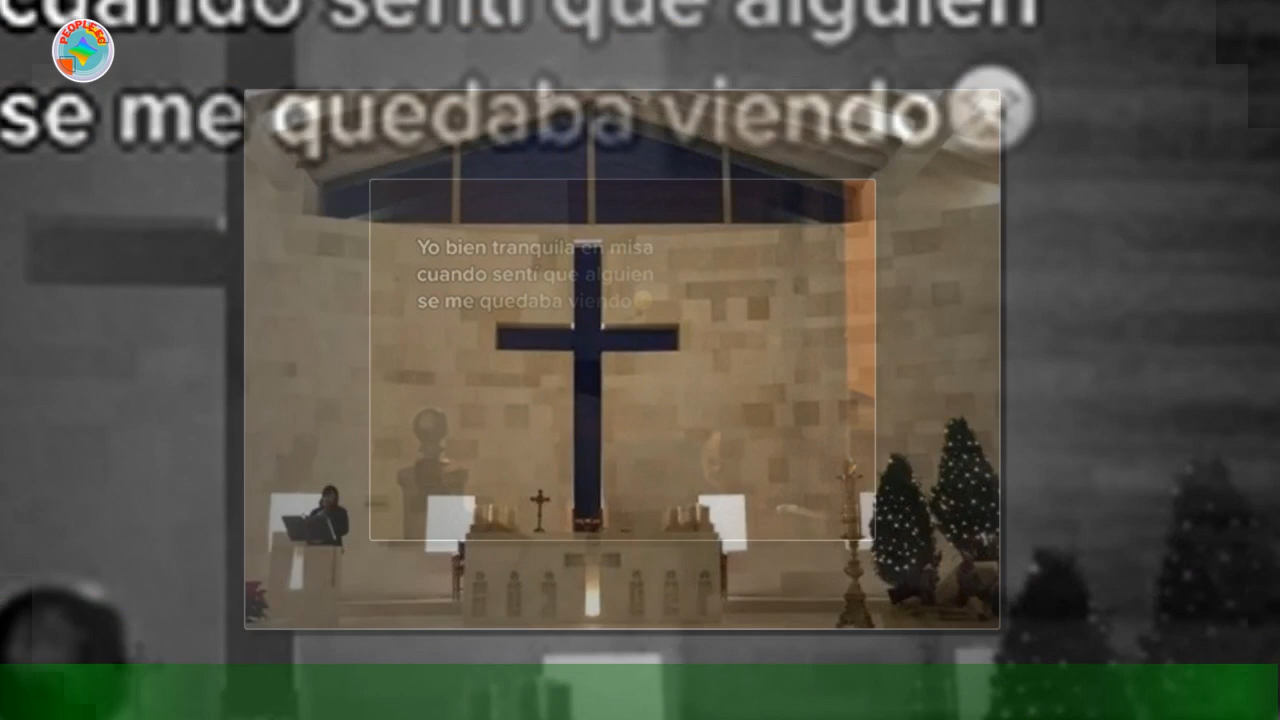 PEOPLE SG
cuando sentí que alguien
se me quedaba viendo
Yo bien tranquila en misa
cuando sentí que alguien
se me quedaba viendo